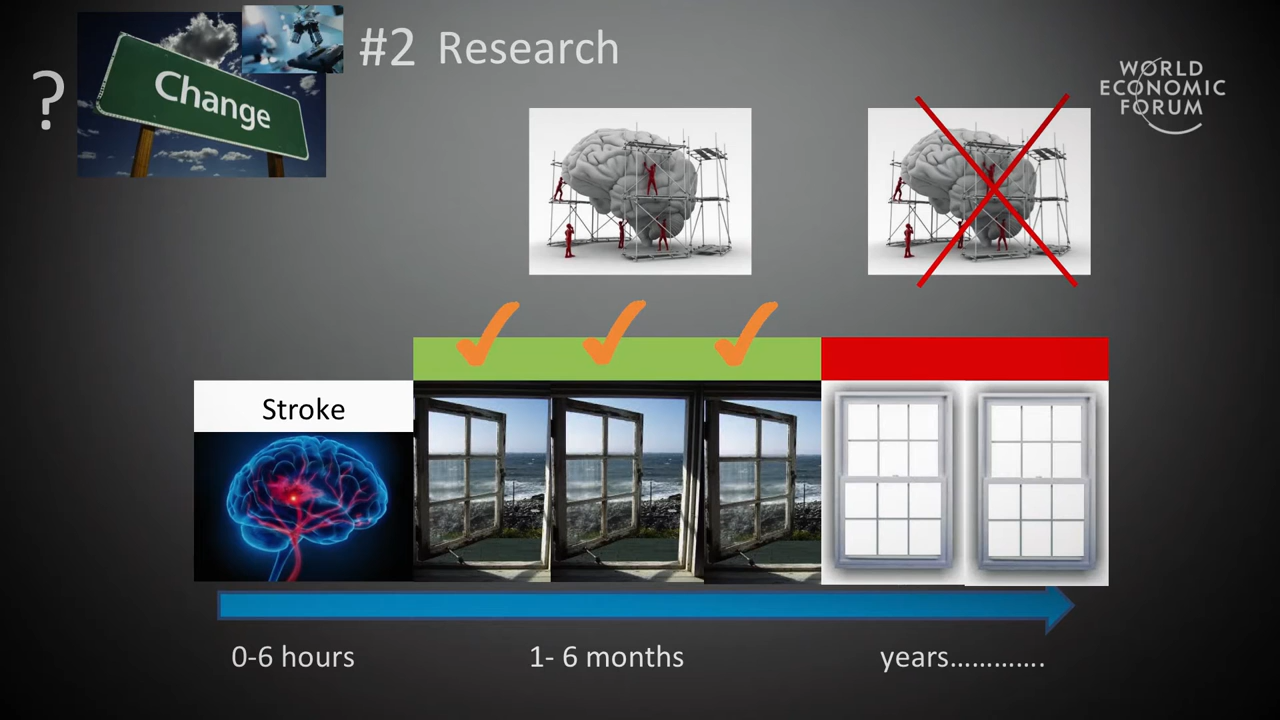 #2 Research
?
Change
WORLD
ECONOMIC
FORUM
Stroke
0-6 hours
1- 6 months
years………….